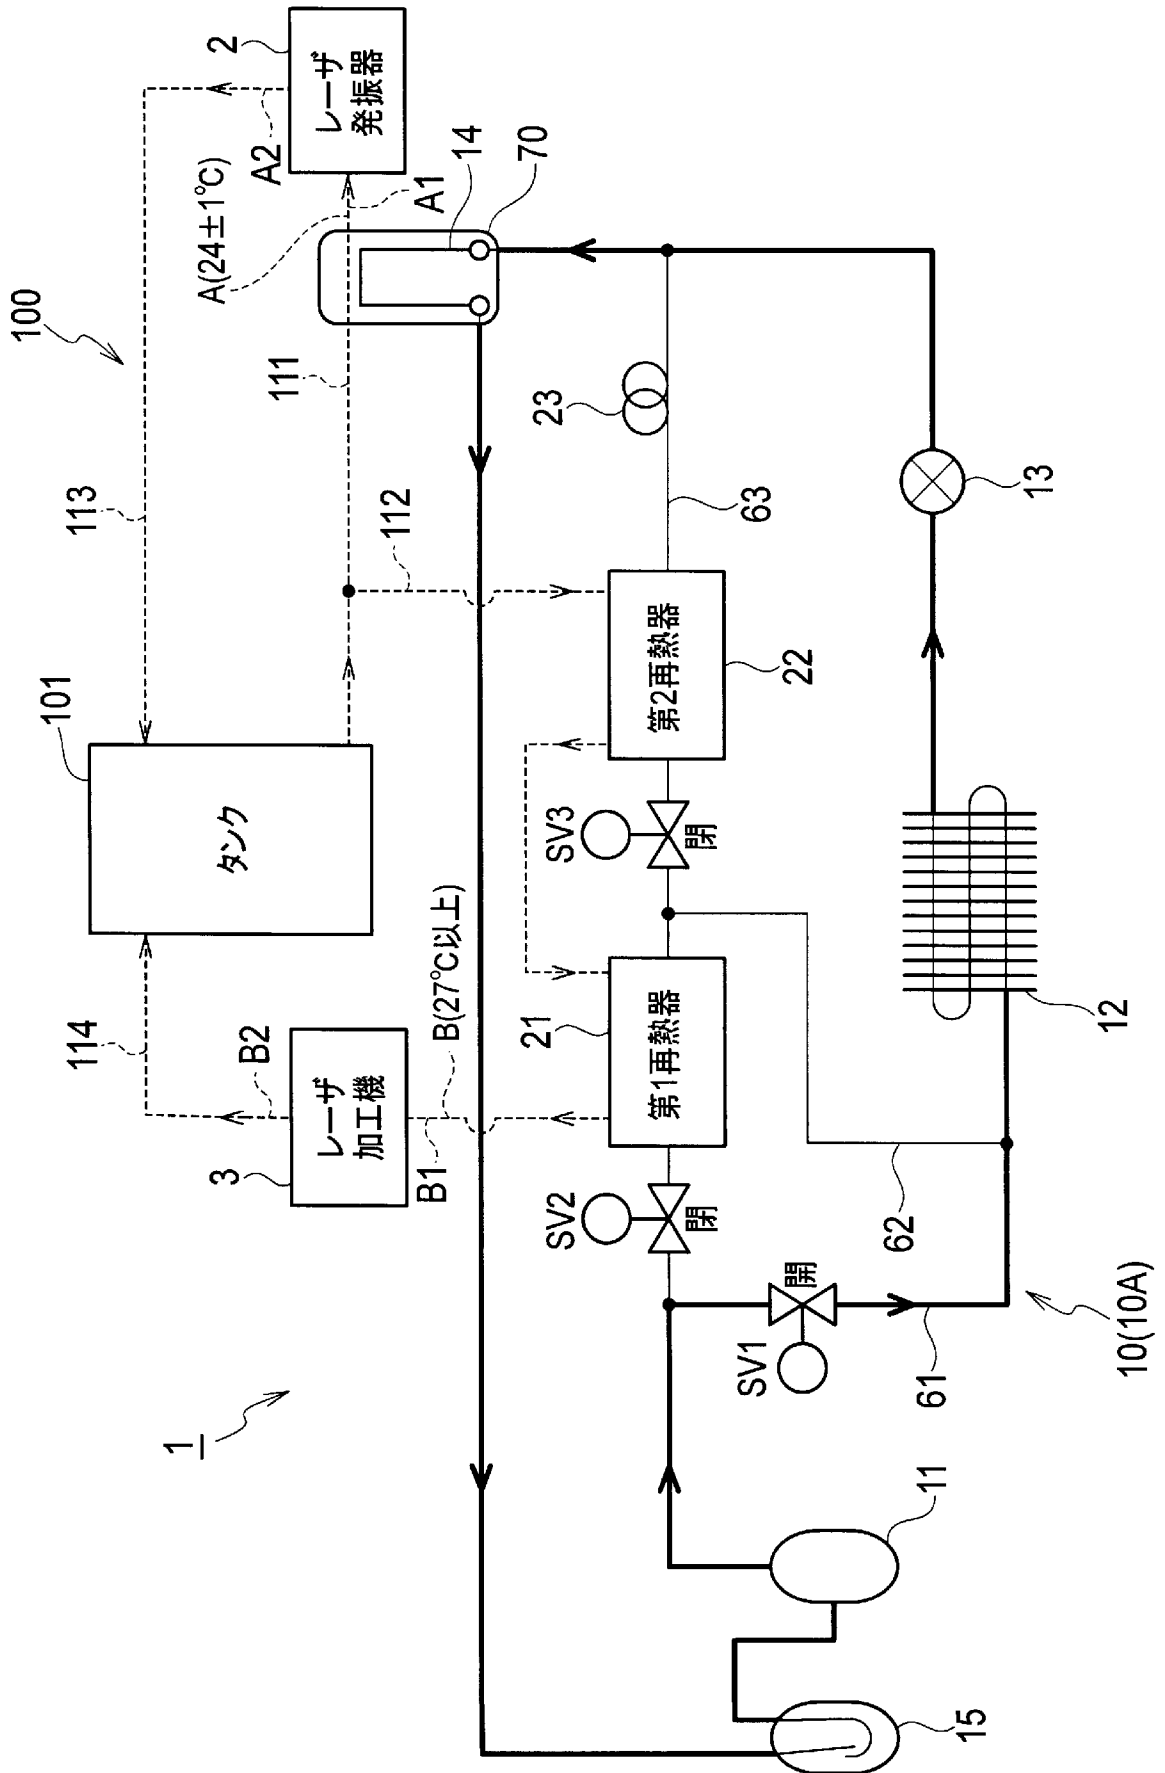 100
101
114
113
1
3
レーザ
加工機
B2
タンク
2
レーザ
発振器
A2
A(24±1℃)
111
B1
B(27℃以上)
112
A1
14
70
SV2
21
SV3
23
閉
第1再熱器
閉
第2再熱器
63
SV1
開
22
11
61
62
15
12
13
10(10A)